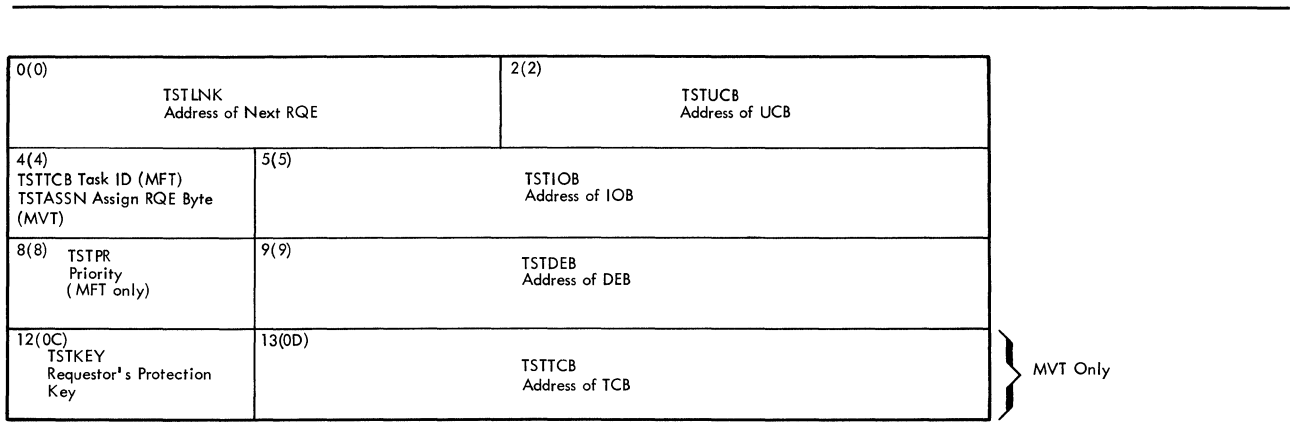 0(0)
TSTLNK
Address of Next RQE
2(2)
TSTUCB
Address of UCB
4(4)
TSTTCB Task ID (MFT)
TSTASSN Assign RQE Byte
(MVT)
5(5)
TSTIOB
Address of IOB
8(8)
TSTPR
Priority
(MFT only)
9(9)
TSTDEB
Address of DEB
12(0C)
TSTKEY
Requestor's Protection
Key
13(0D)
TSTTCB
Address of TCB
MVT Only